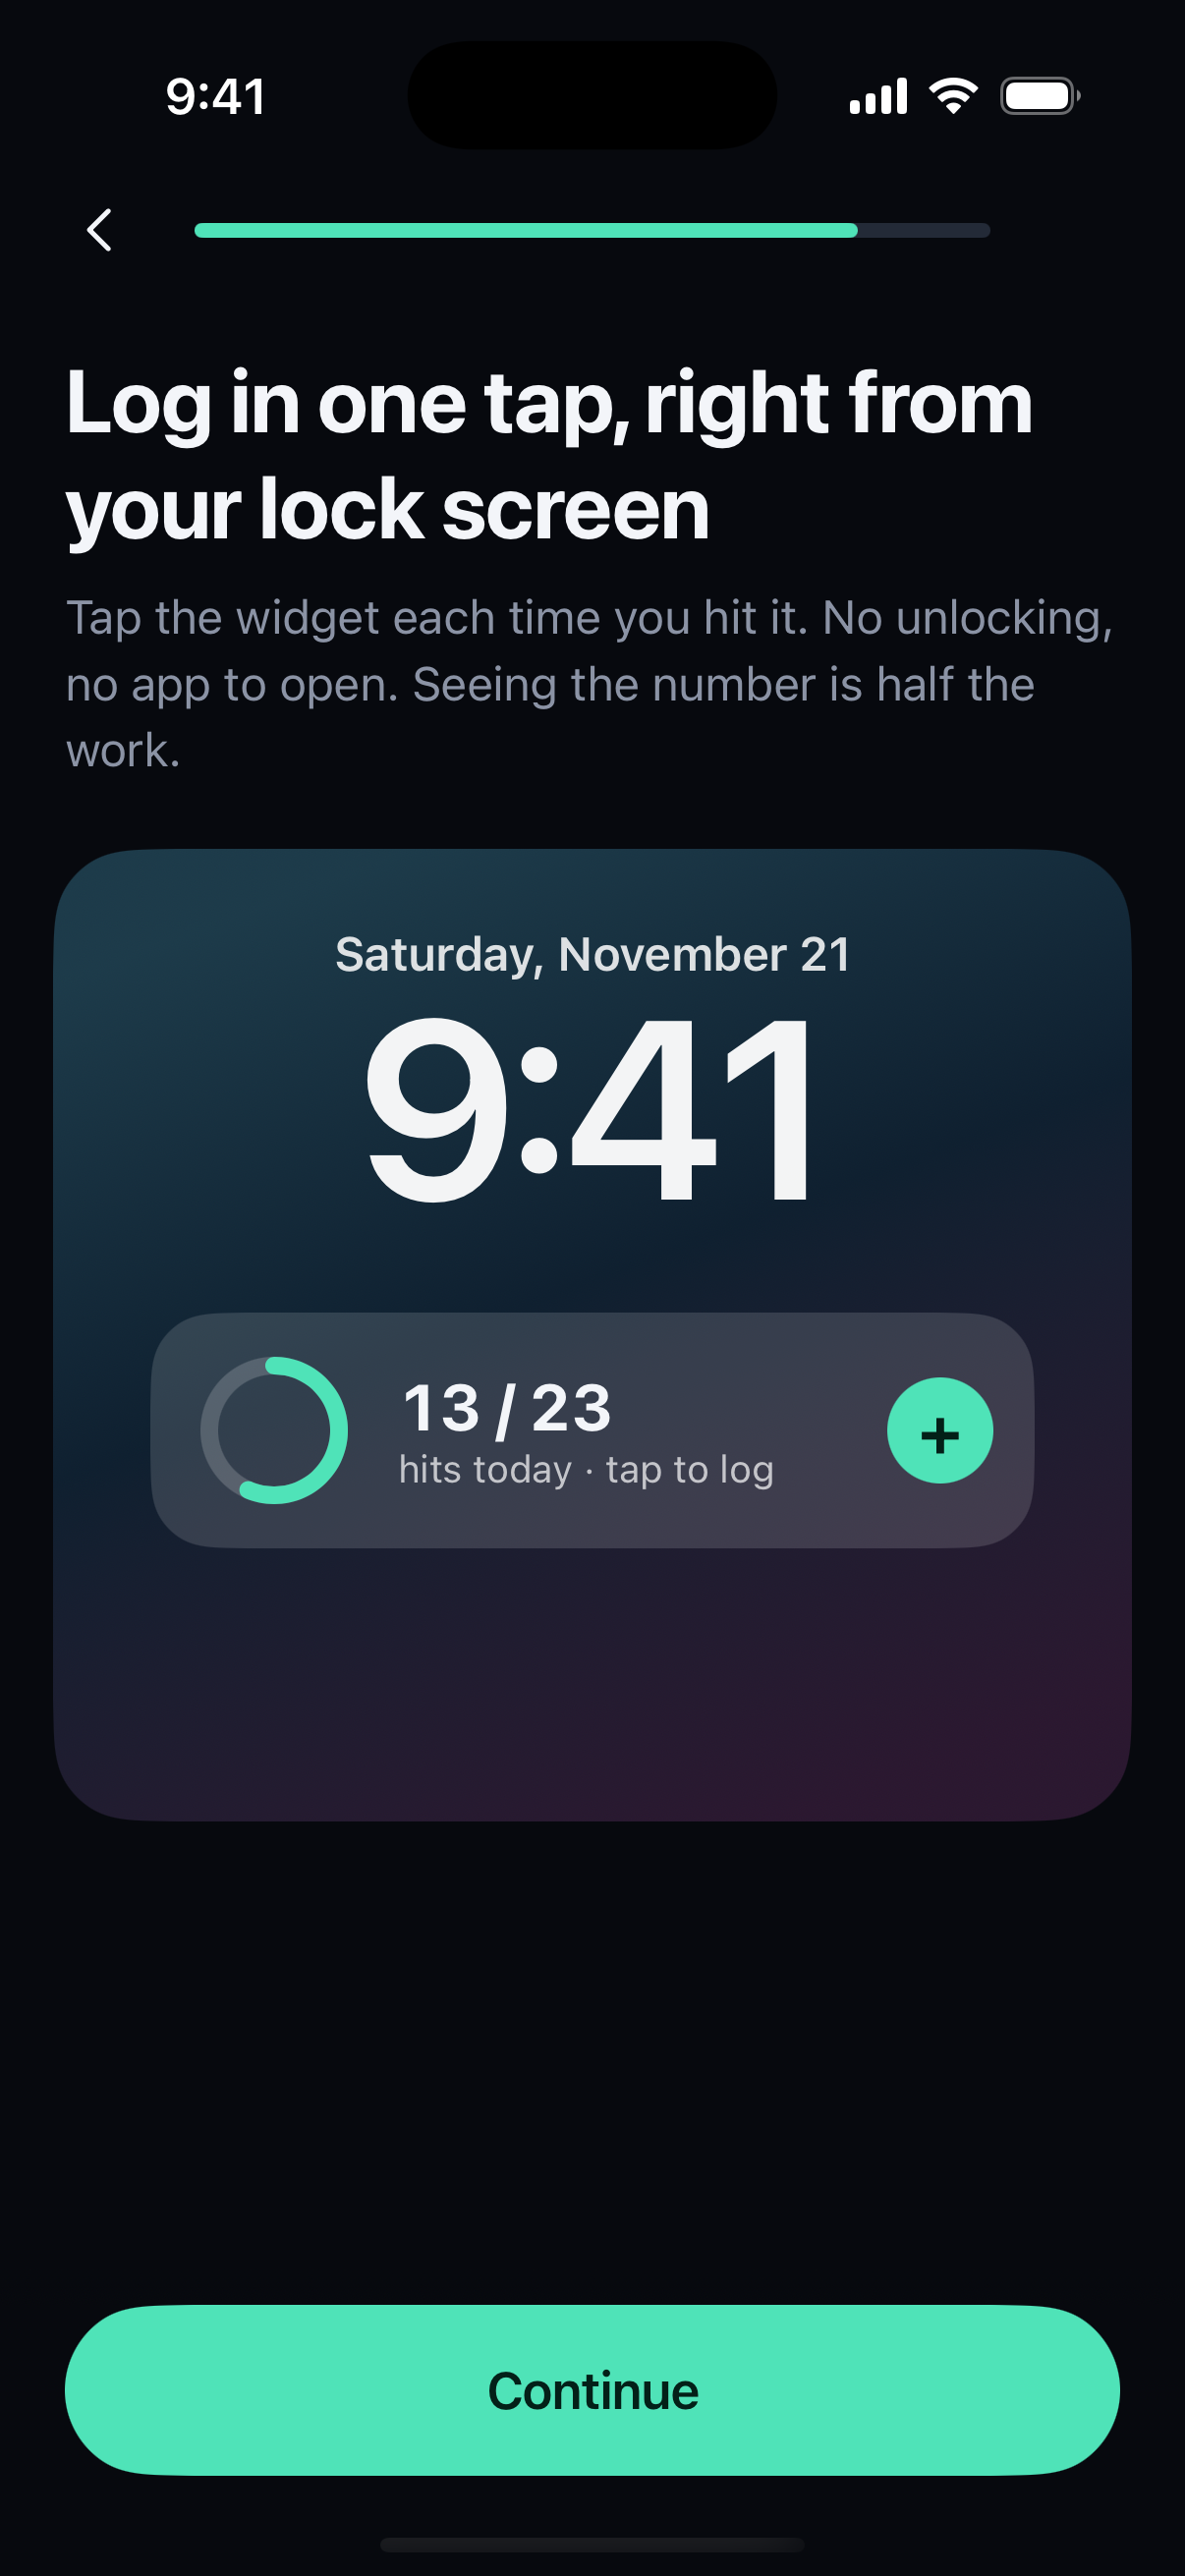 9:41
Log in one tap, right from
your lock screen
Tap the widget each time you hit it. No unlocking,
no app to open. Seeing the number is half the
work.
Saturday, November 21
9:41
13 / 23
hits today · tap to log
+
Continue